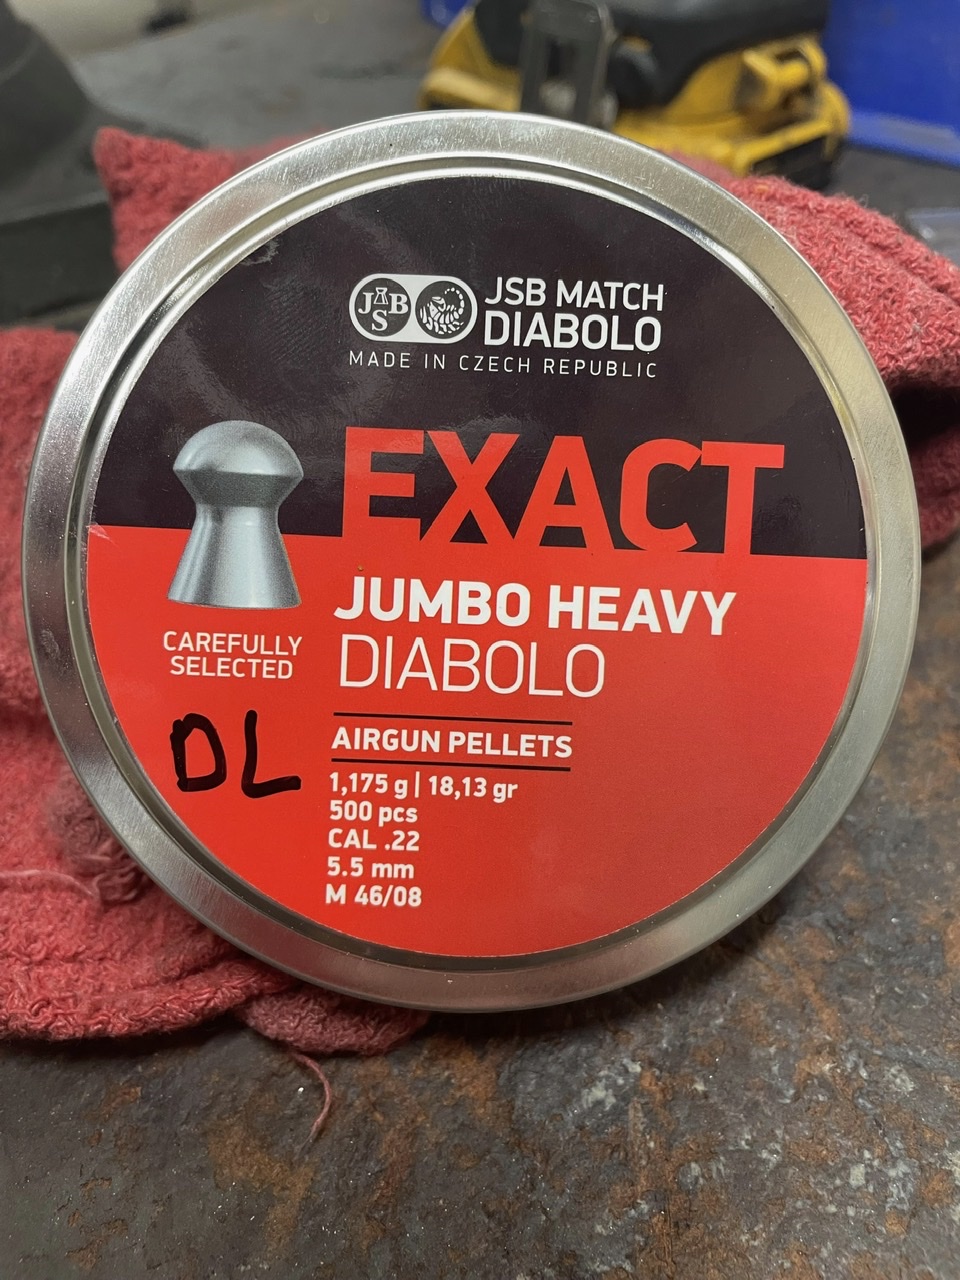 JSB
JSB MATCH
DIABOLO
MADE IN CZECH REPUBLIC
EXACT
JUMBO HEAVY
DIABOLO
CAREFULLY
SELECTED
DL
AIRGUN PELLETS
1,175 g | 18,13 gr
500 pcs
CAL .22
5.5 mm
M 46/08